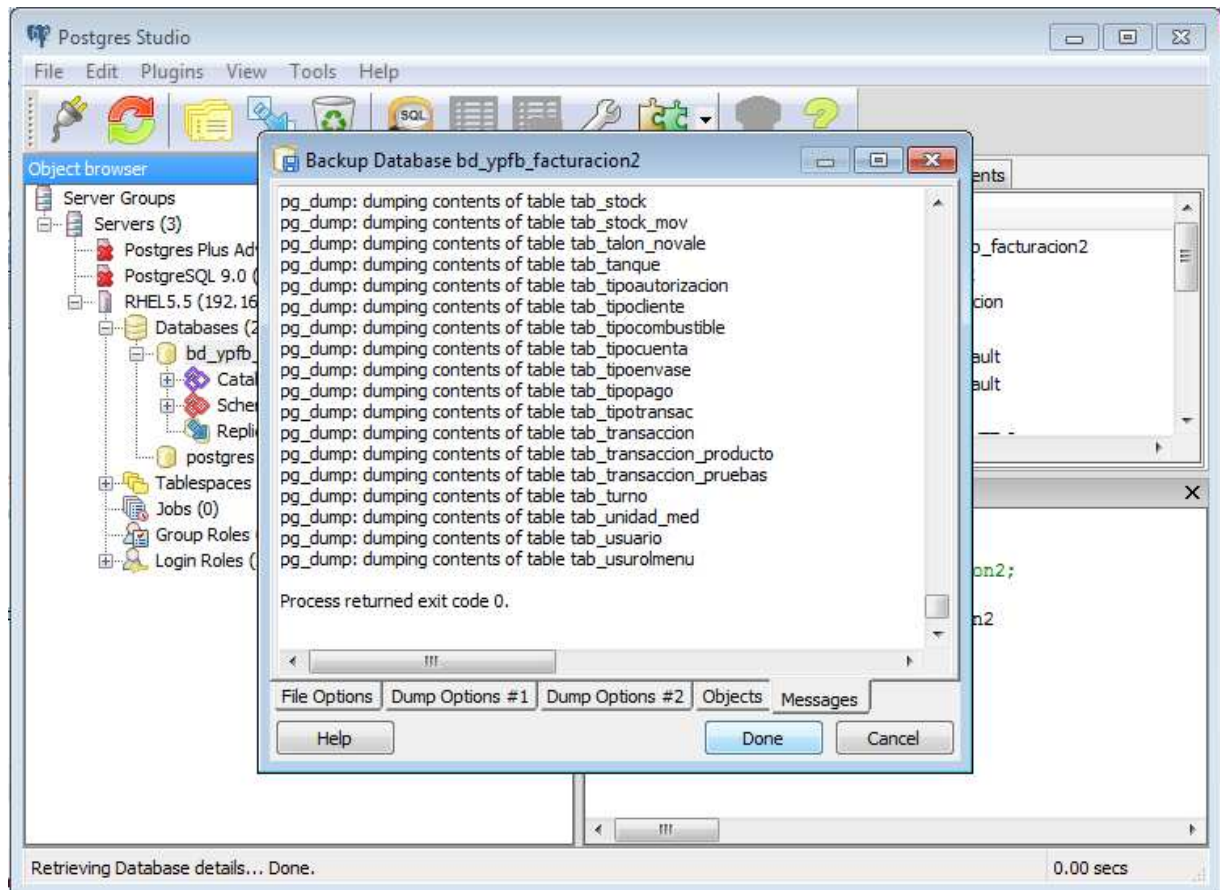 Postgres Studio
File Edit Plugins View Tools Help
SQL
Object browser
Server Groups
Servers (3)
Postgres Plus Ad
PostgreSQL 9.0 (
RHEL5.5 (192.16
Databases (2
bd_ypfb_
Catal
Schem
Repli
postgres
Tablespaces
Jobs (0)
Group Roles
Login Roles (
Backup Database bd_ypfb_facturacion2
pg_dump: dumping contents of table tab_stock
pg_dump: dumping contents of table tab_stock_mov
pg_dump: dumping contents of table tab_talon_novale
pg_dump: dumping contents of table tab_tanque
pg_dump: dumping contents of table tab_tipoautorizacion
pg_dump: dumping contents of table tab_tipocliente
pg_dump: dumping contents of table tab_tipocombustible
pg_dump: dumping contents of table tab_tipocuenta
pg_dump: dumping contents of table tab_tipoenvase
pg_dump: dumping contents of table tab_tipopago
pg_dump: dumping contents of table tab_tipotransac
pg_dump: dumping contents of table tab_transaccion
pg_dump: dumping contents of table tab_transaccion_producto
pg_dump: dumping contents of table tab_transaccion_pruebas
pg_dump: dumping contents of table tab_turno
pg_dump: dumping contents of table tab_unidad_med
pg_dump: dumping contents of table tab_usuario
pg_dump: dumping contents of table tab_usurolmenu
Process returned exit code 0.
File Options Dump Options #1 Dump Options #2 Objects Messages
Help Done Cancel
ents
b_facturacion2
cion
ault
ault
on2;
n2
Retrieving Database details... Done. 0.00 secs